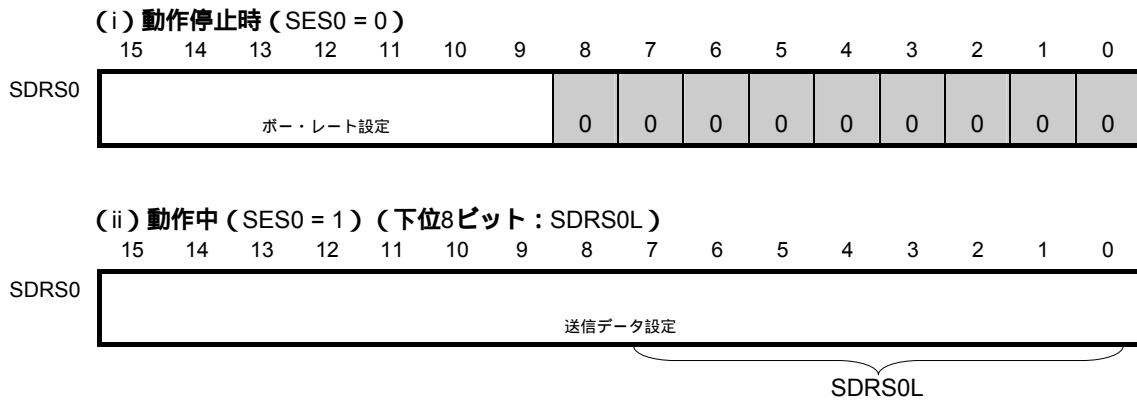 （i）動作停止時（SES0 = 0）
15 14 13 12 11 10 9 8 7 6 5 4 3 2 1 0
SDRS0
ボー・レート設定 0 0 0 0 0 0 0 0 0
（ii）動作中（SES0 = 1）（下位8ビット：SDRS0L）
15 14 13 12 11 10 9 8 7 6 5 4 3 2 1 0
SDRS0
送信データ設定
SDRS0L